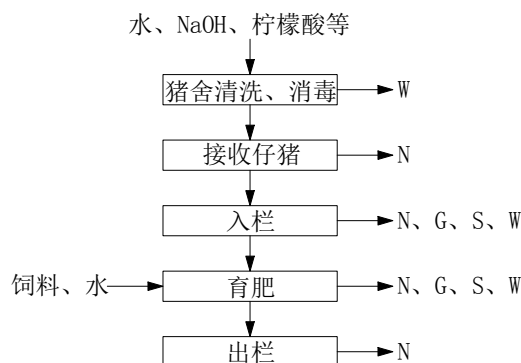 水、NaOH、柠檬酸等
猪舍清洗、消毒
W
接收仔猪
N
入栏
N、G、S、W
饲料、水
育肥
N、G、S、W
出栏
N